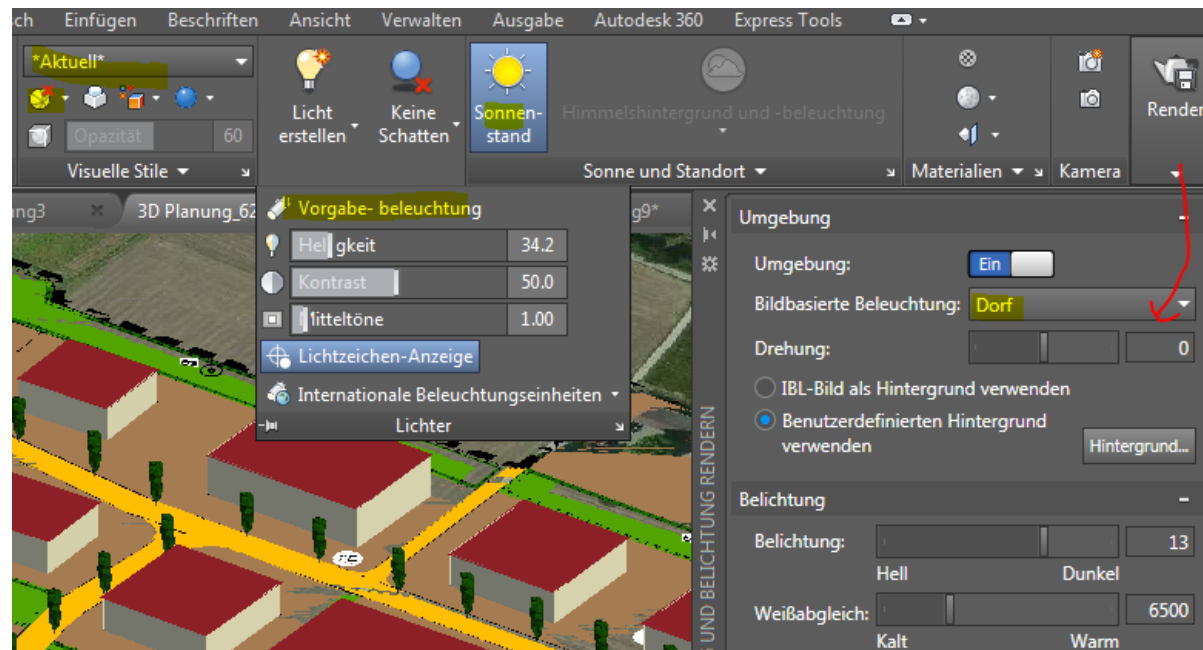 ch Einfügen Beschriften Ansicht Verwalten Ausgabe Autodesk 360 Express Tools
*Aktuell*
Opazität 60
Licht erstellen
Keine Schatten
Sonnen-
stand
Himmelshintergrund und -beleuchtung
Render
Visuelle Stile
Sonne und Standort
Materialien
Kamera
ng3
3D Planung_62
g9*
Vorgabe- beleuchtung
Helligkeit 34.2
Kontrast 50.0
Mitteltöne 1.00
Lichtzeichen-Anzeige
Internationale Beleuchtungseinheiten
Lichter
Umgebung
Umgebung: Ein
Bildbasierte Beleuchtung: Dorf
Drehung: 0
IBL-Bild als Hintergrund verwenden
Benutzerdefinierten Hintergrund
verwenden
Hintergrund...
Belichtung
Belichtung: 13
Hell Dunkel
Weißabgleich: 6500
Kalt Warm
UND BELICHTUNG RENDERN